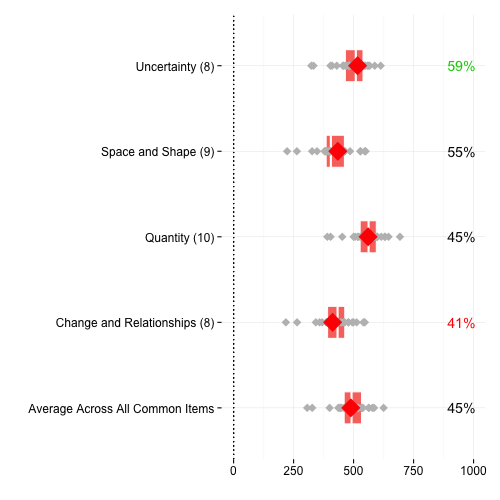 Uncertainty (8) 59%
Space and Shape (9) 55%
Quantity (10) 45%
Change and Relationships (8) 41%
Average Across All Common Items 45%
0 250 500 750 1000